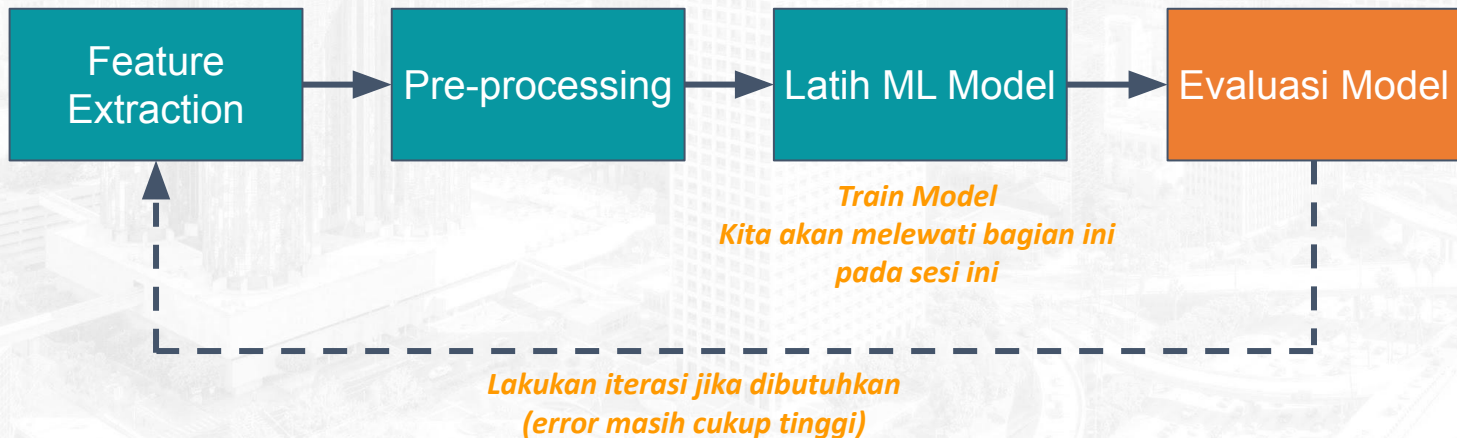 Feature
Extraction
Pre-processing
Latih ML Model
Evaluasi Model
Train Model
Kita akan melewati bagian ini
pada sesi ini
Lakukan iterasi jika dibutuhkan
(error masih cukup tinggi)